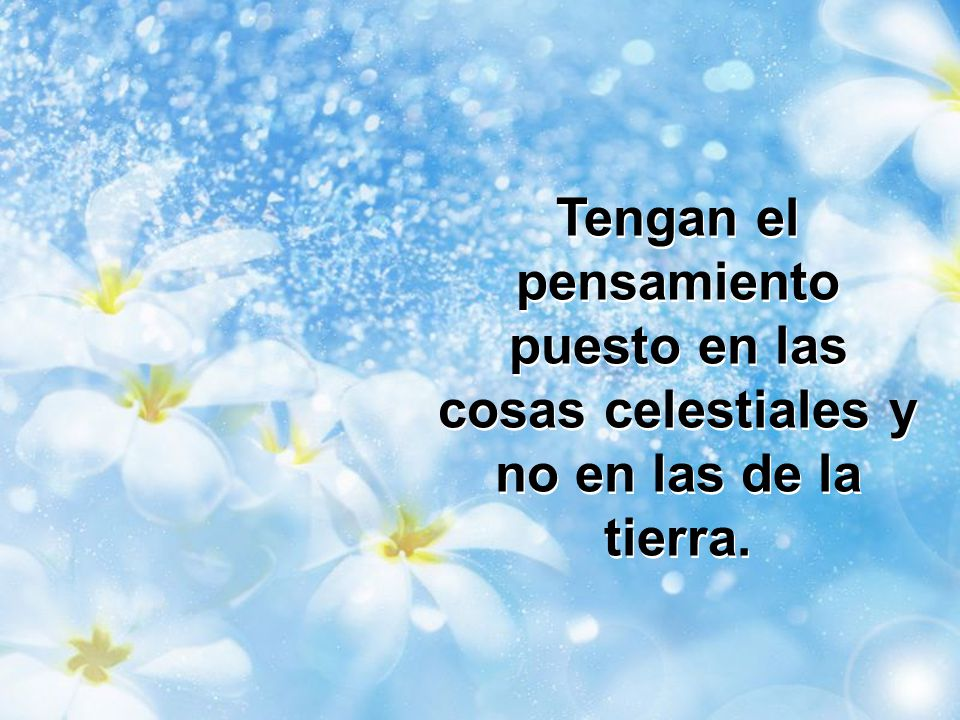 Tengan el
pensamiento
puesto en las
cosas celestiales y
no en las de la
tierra.